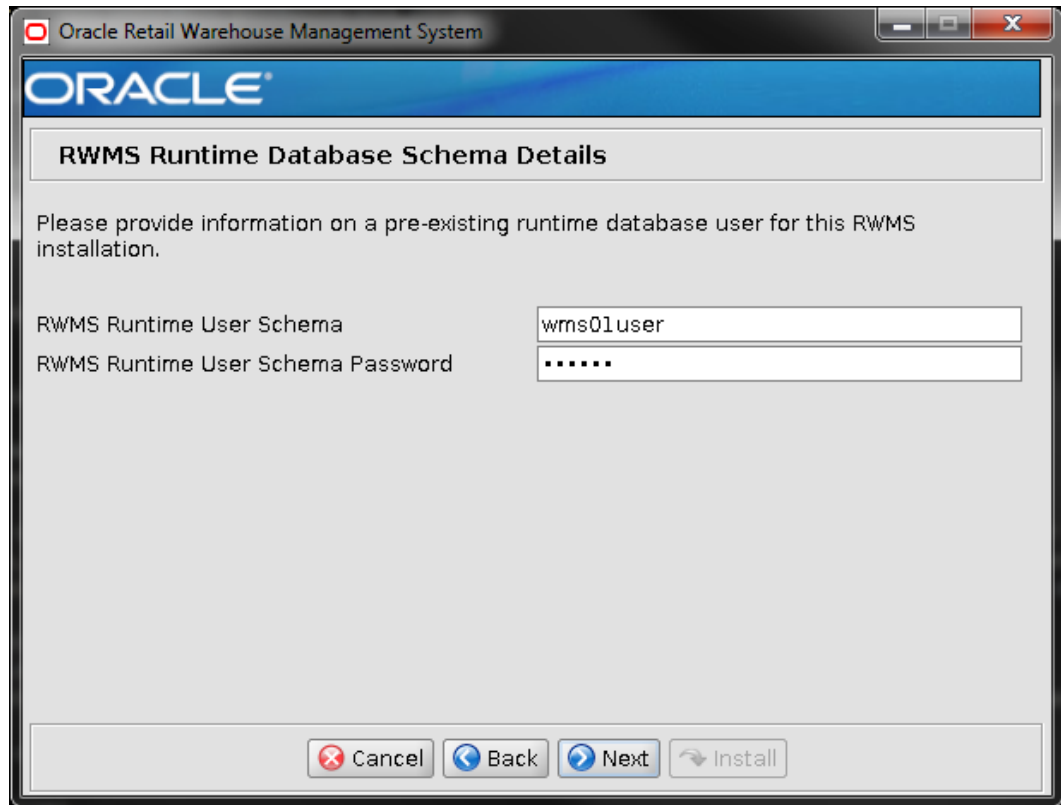 Oracle Retail Warehouse Management System
ORACLE®
RWMS Runtime Database Schema Details
Please provide information on a pre-existing runtime database user for this RWMS
installation.
RWMS Runtime User Schema
wms01user
RWMS Runtime User Schema Password
••••••
Cancel
Back
Next
Install